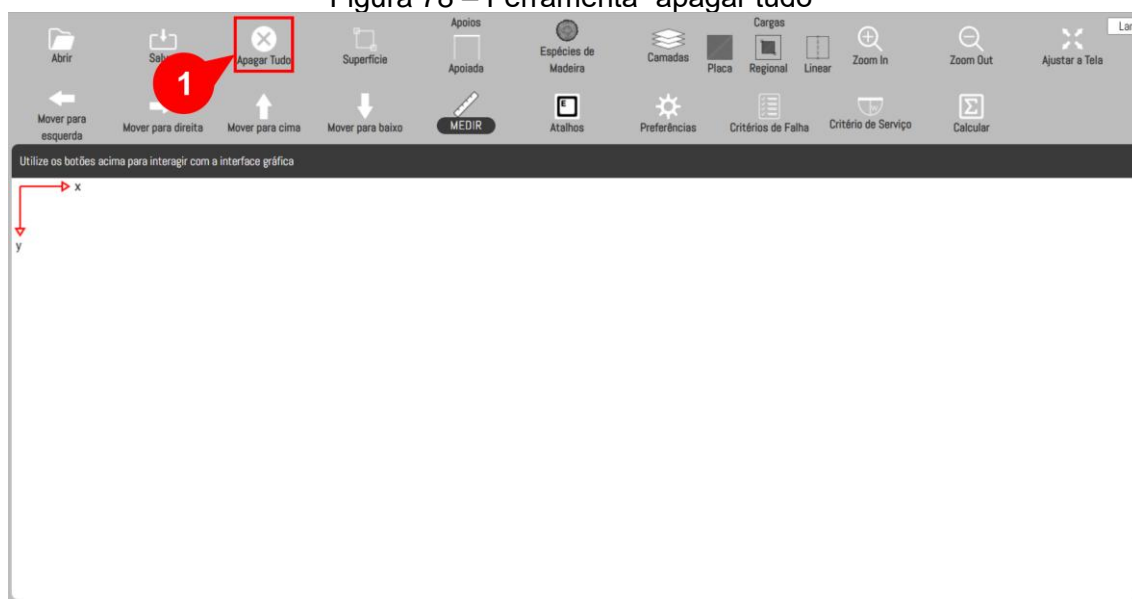 Figura 78 – Ferramenta “apagar tudo”
Abrir
Apagar Tudo
Superfície
Apoios
Apoiada
Espécies de
Madeira
Camadas
Cargas
Placa
Regional
Linear
Zoom In
Zoom Out
Ajustar a Tela
1
Mover para
esquerda
Mover para direita
Mover para cima
Mover para baixo
MEDIR
E
Atalhos
Preferências
Critérios de Falha
Critério de Serviço
Σ
Calcular
Utilize os botões acima para interagir com a interface gráfica
x
y